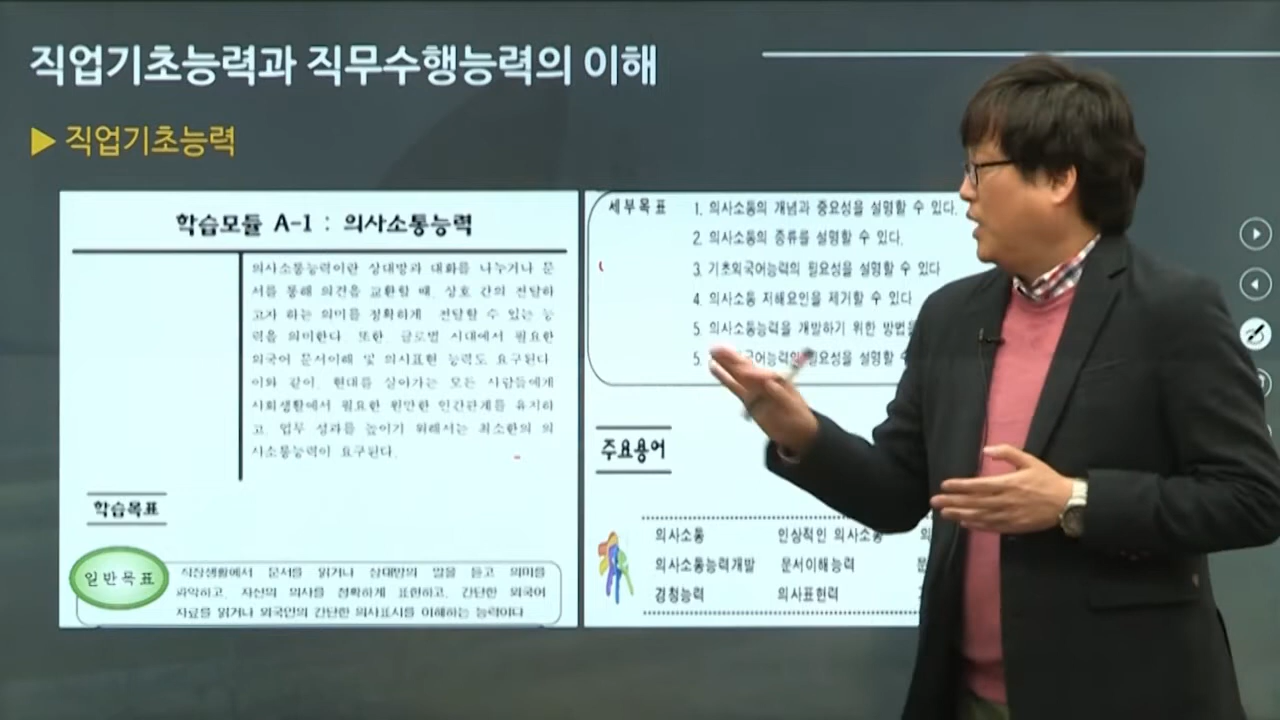 직업기초능력과 직무수행능력의 이해
▶ 직업기초능력
학습모듈 A-1 : 의사소통능력
의사소통능력이란 상대방과 대화를 나누거나 문
서를 통해 의견을 교환할 때, 상호 간의 전달하
고자 하는 의미를 정확하게 전달할 수 있는 능
력을 의미한다. 또한, 글로벌 시대에서 필요한
외국어 문서이해 및 의사표현 능력도 요구된다.
이와 같이, 현대를 살아가는 모든 사람들에게
사회생활에서 필요한 원만한 인간관계를 유지하
고, 업무 성과를 높이기 위해서는 최소한의 의
사소통능력이 요구된다.
학습목표
일반목표
직장생활에서 문서를 읽거나 상대방의 말을 듣고 의미를
파악하고, 자신의 의사를 정확하게 표현하고, 간단한 외국어
자료를 읽거나 외국인의 간단한 의사표시를 이해하는 능력이다
세부목표
1. 의사소통의 개념과 중요성을 설명할 수 있다.
2. 의사소통의 종류를 설명할 수 있다.
3. 기초외국어능력의 필요성을 설명할 수 있다
4. 의사소통 저해요인을 제거할 수 있다
5. 의사소통능력을 개발하기 위한 방법을
5. 필요성을 설명할
주요용어
의사소통 인상적인 의사소통
의사소통능력개발 문서이해능력
경청능력 의사표현력